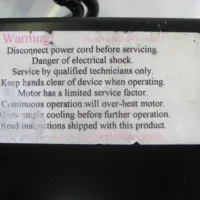 Warning!
Disconnect power cord before servicing.
Danger of electrical shock.
Service by qualified technicians only.
Keep hands clear of device when operating.
Motor has a limited service factor.
Continuous operation will over-heat motor.
Allow ample cooling before further operation.
Read instructions shipped with this product.